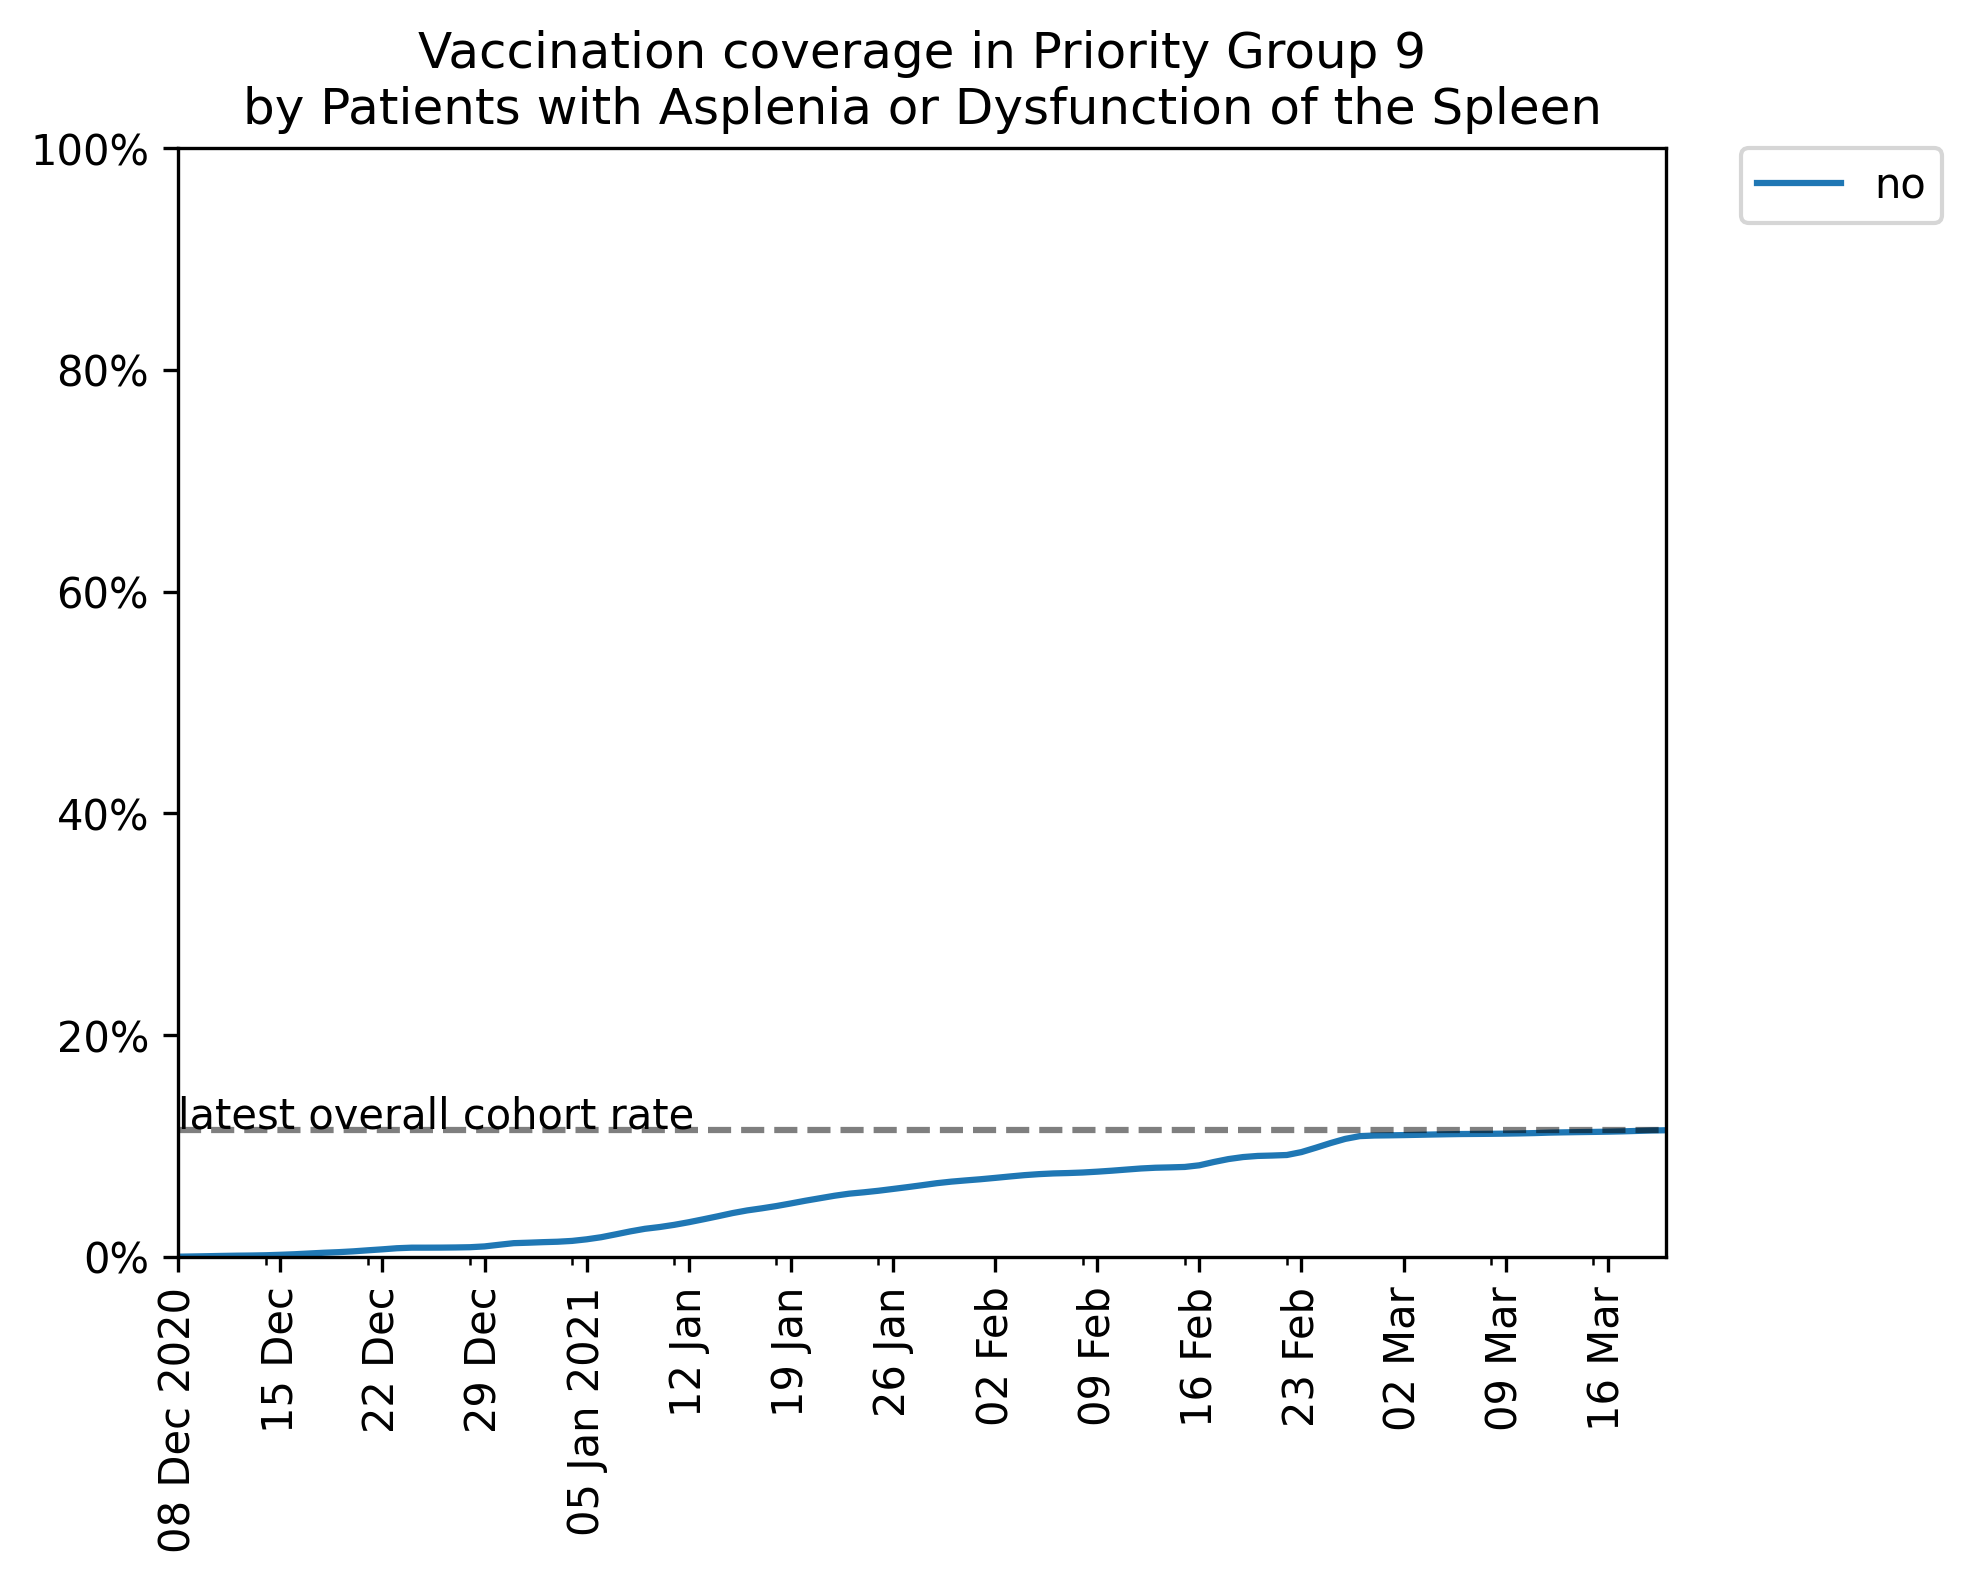 Vaccination coverage in Priority Group 9
by Patients with Asplenia or Dysfunction of the Spleen
no
100%
80%
60%
40%
20%
0%
latest overall cohort rate
08 Dec 2020
15 Dec
22 Dec
29 Dec
05 Jan 2021
12 Jan
19 Jan
26 Jan
02 Feb
09 Feb
16 Feb
23 Feb
02 Mar
09 Mar
16 Mar